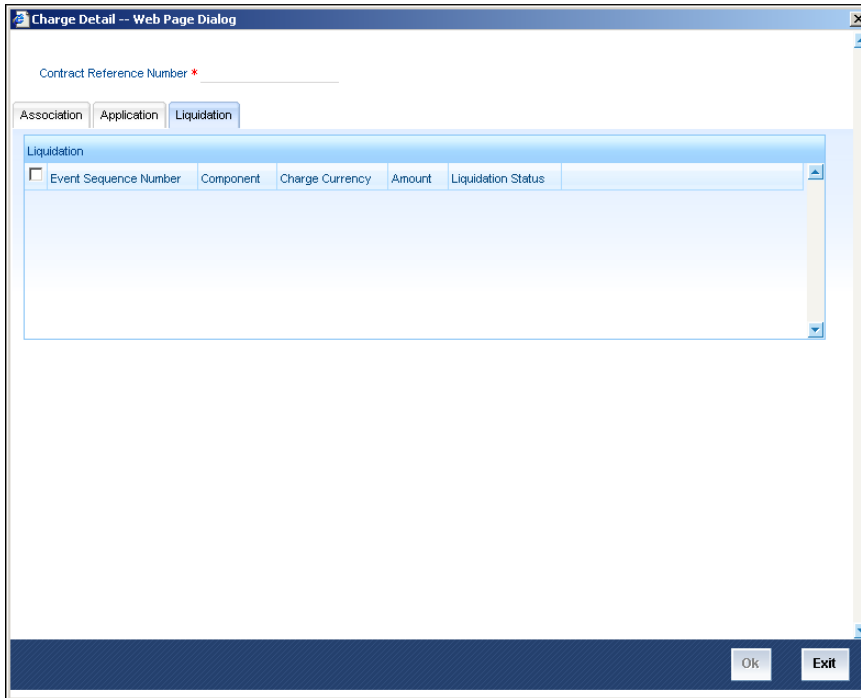 Charge Detail -- Web Page Dialog
Contract Reference Number *
Association Application Liquidation
Liquidation
Event Sequence Number Component Charge Currency Amount Liquidation Status
Ok Exit